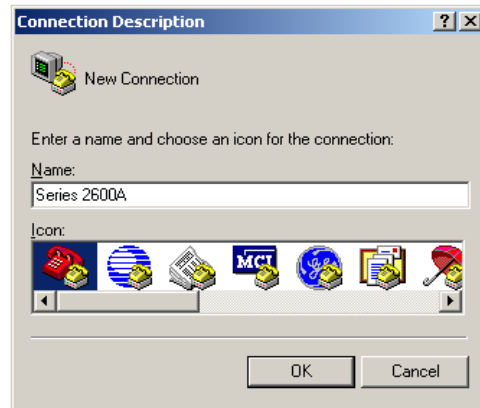 Connection Description
New Connection
Enter a name and choose an icon for the connection:
Name:
Series 2600A
Icon:
MCI
OK
Cancel